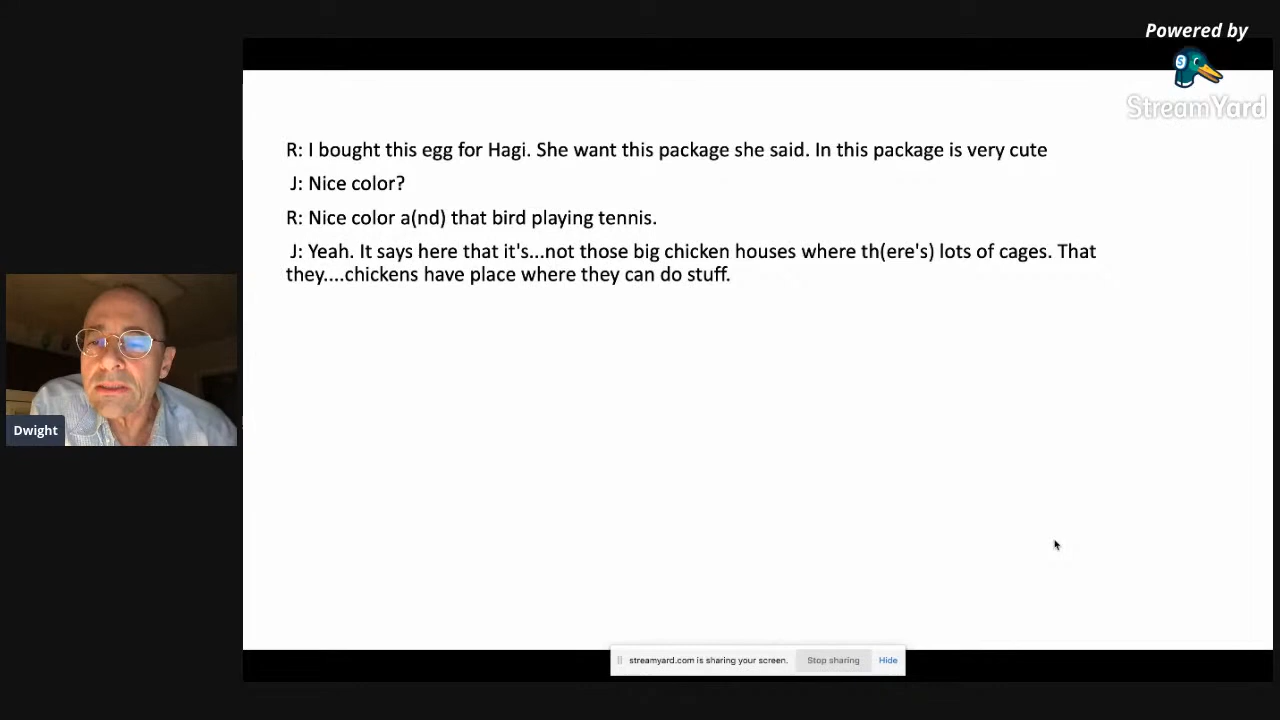 Powered by
StreamYard
R: I bought this egg for Hagi. She want this package she said. In this package is very cute
J: Nice color?
R: Nice color a(nd) that bird playing tennis.
J: Yeah. It says here that it's...not those big chicken houses where th(ere's) lots of cages. That
they....chickens have place where they can do stuff.
Dwight
streamyard.com is sharing your screen.
Stop sharing
Hide